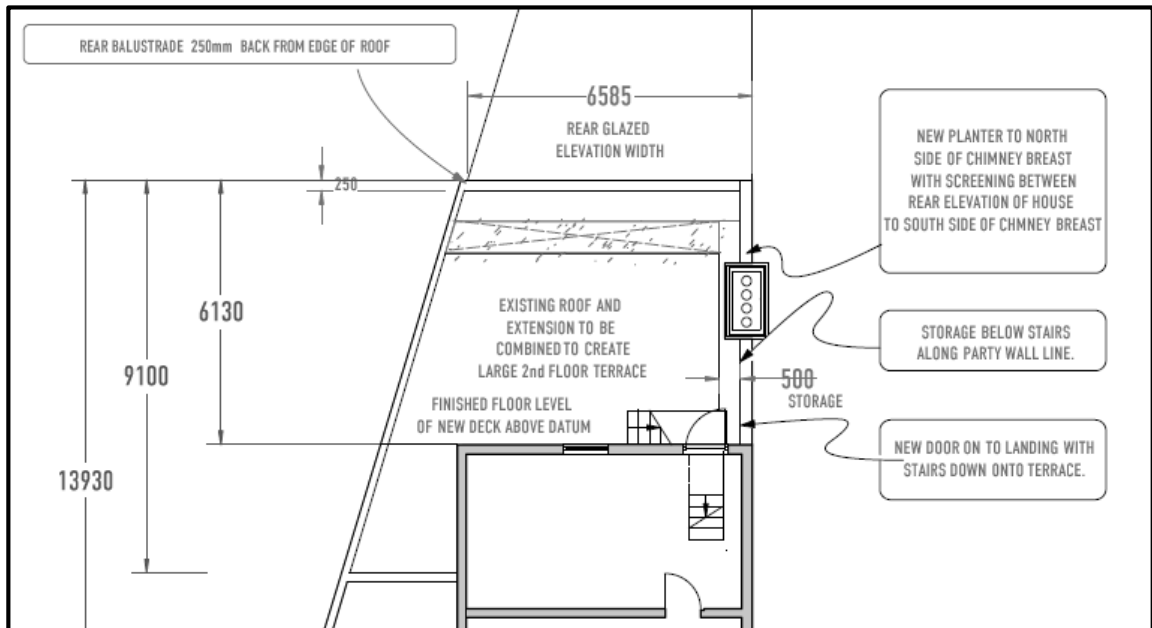 REAR BALUSTRADE 250mm BACK FROM EDGE OF ROOF
6585
REAR GLAZED
ELEVATION WIDTH
NEW PLANTER TO NORTH
SIDE OF CHIMNEY BREAST
WITH SCREENING BETWEEN
REAR ELEVATION OF HOUSE
TO SOUTH SIDE OF CHMNEY BREAST
250
6130
9100
13930
EXISTING ROOF AND
EXTENSION TO BE
COMBINED TO CREATE
LARGE 2nd FLOOR TERRACE
FINISHED FLOOR LEVEL
OF NEW DECK ABOVE DATUM
500
STORAGE
STORAGE BELOW STAIRS
ALONG PARTY WALL LINE.
NEW DOOR ON TO LANDING WITH
STAIRS DOWN ONTO TERRACE.